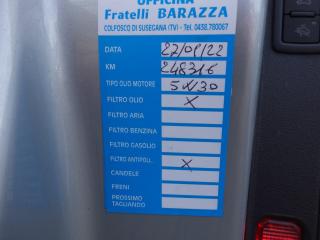 OFFICINA
Fratelli BARAZZA
COLFOSCO DI SUSEGANA (TV) - Tel. 0438.780067
DATA 27/01/22
KM 248316
TIPO OLIO MOTORE 5W30
FILTRO OLIO X
FILTRO ARIA
FILTRO BENZINA
FILTRO GASOLIO
FILTRO ANTIPOLL. X
CANDELE
FRENI
PROSSIMO
TAGLIANDO